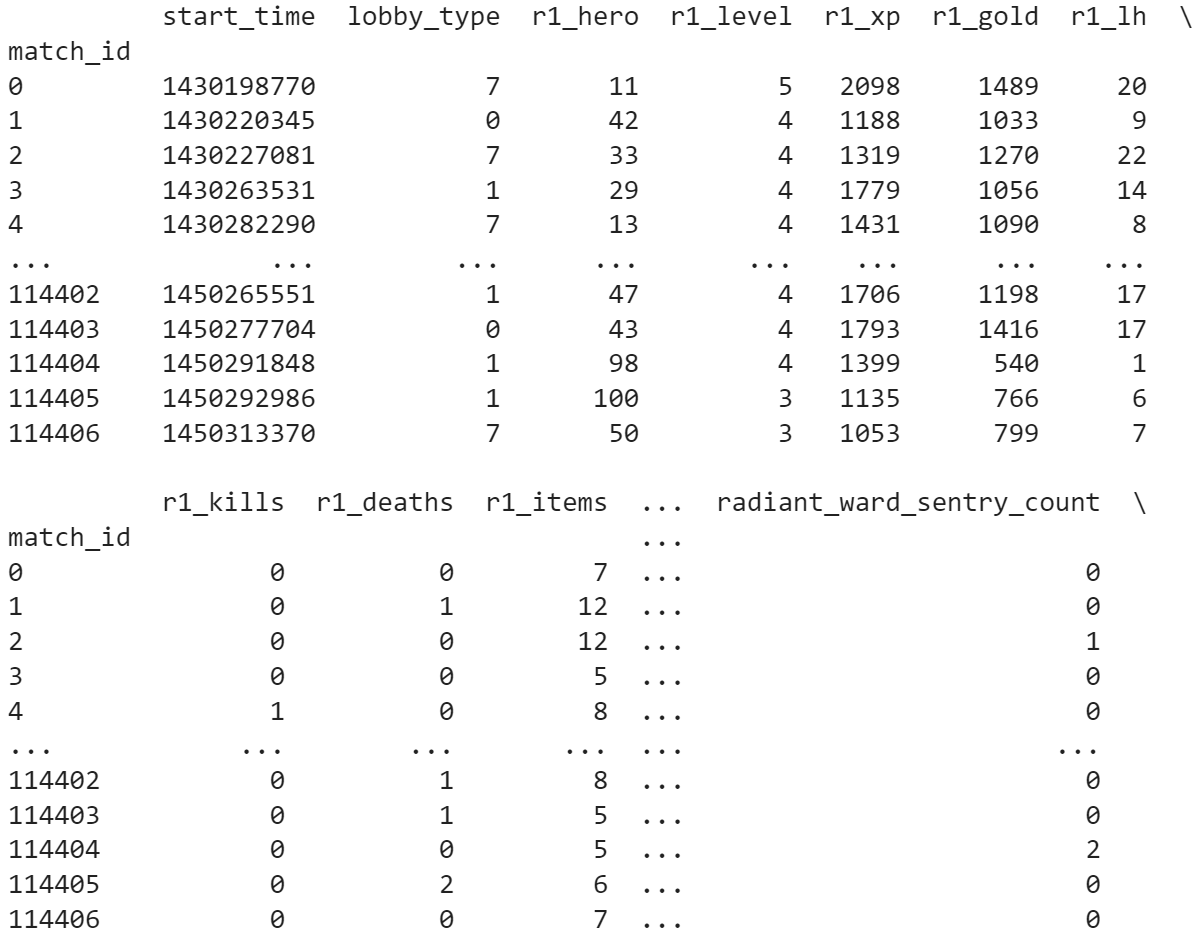 start_time lobby_type r1_hero r1_level r1_xp r1_gold r1_lh \
match_id
0 1430198770 7 11 5 2098 1489 20
1 1430220345 0 42 4 1188 1033 9
2 1430227081 7 33 4 1319 1270 22
3 1430263531 1 29 4 1779 1056 14
4 1430282290 7 13 4 1431 1090 8
... ... ... ... ... ... ... ...
114402 1450265551 1 47 4 1706 1198 17
114403 1450277704 0 43 4 1793 1416 17
114404 1450291848 1 98 4 1399 540 1
114405 1450292986 1 100 3 1135 766 6
114406 1450313370 7 50 3 1053 799 7
r1_kills r1_deaths r1_items ... radiant_ward_sentry_count \
match_id ...
0 0 0 7 ... 0
1 0 1 12 ... 0
2 0 0 12 ... 1
3 0 0 5 ... 0
4 1 0 8 ... 0
... ... ... ... ... ...
114402 0 1 8 ... 0
114403 0 1 5 ... 0
114404 0 0 5 ... 2
114405 0 2 6 ... 0
114406 0 0 7 ... 0